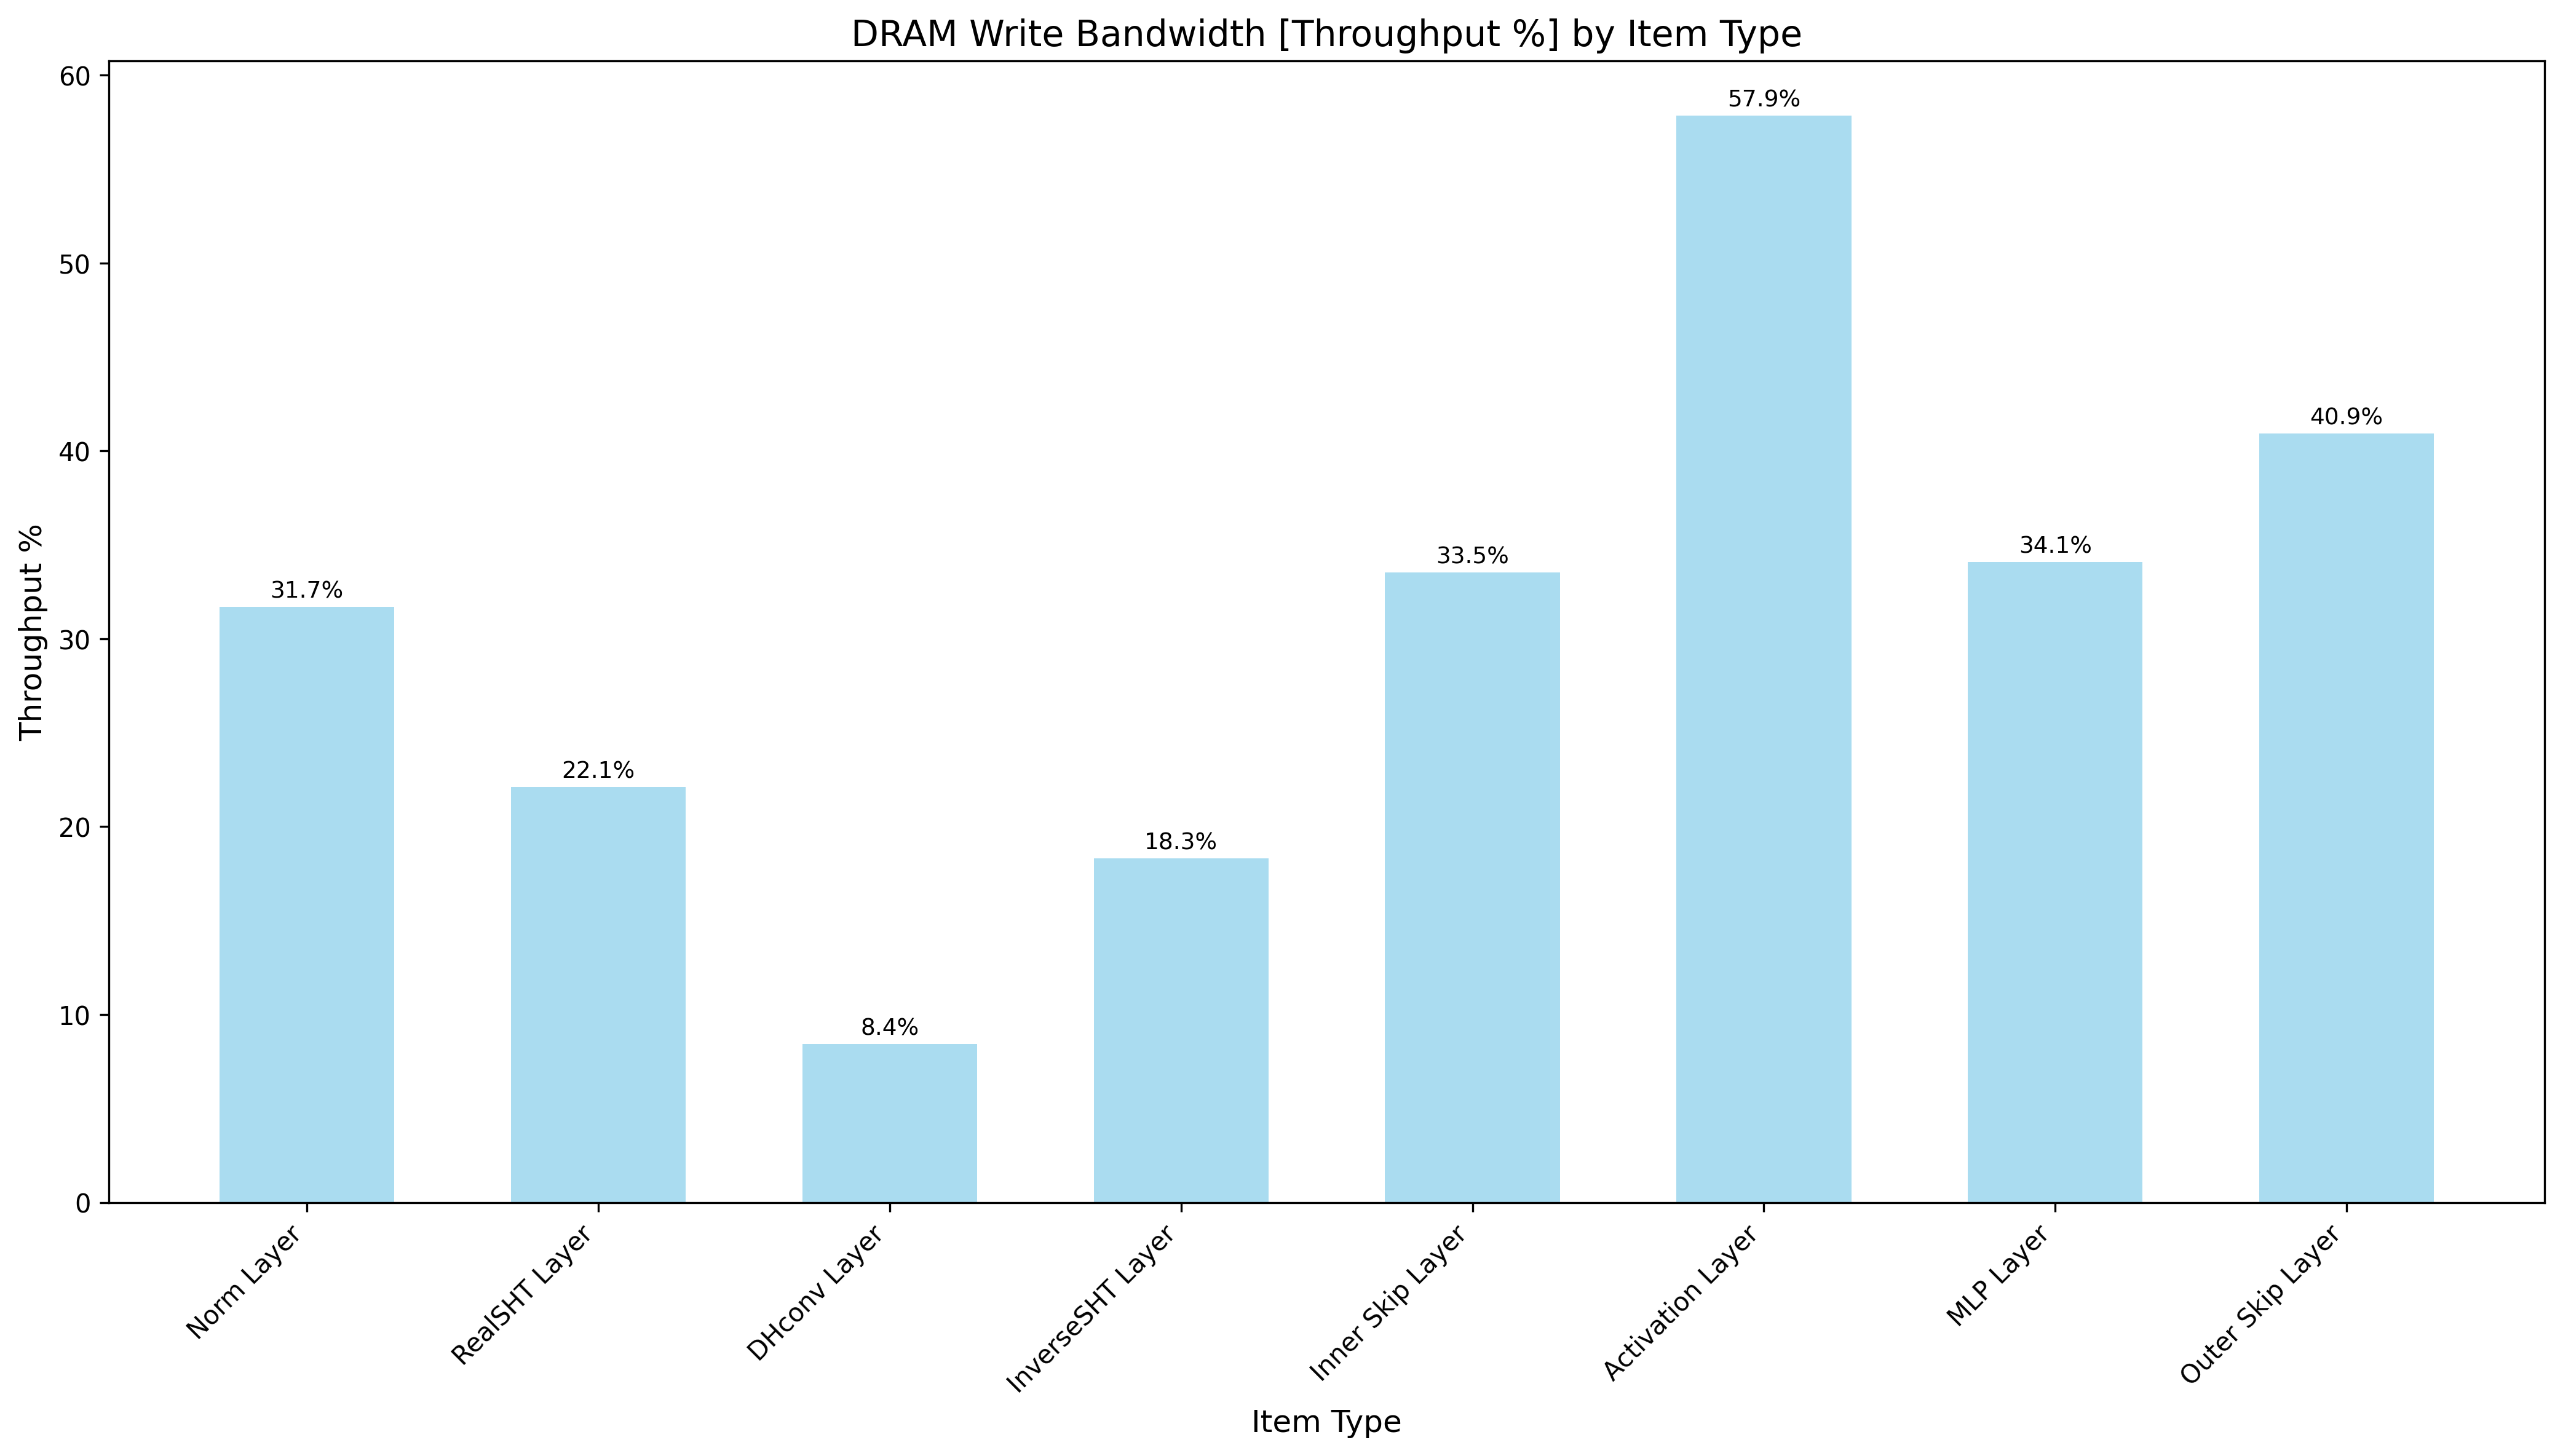 DRAM Write Bandwidth [Throughput %] by Item Type
Throughput %
60
50
40
30
20
10
0
31.7%
22.1%
8.4%
18.3%
33.5%
57.9%
34.1%
40.9%
Norm Layer
RealSHT Layer
DHconv Layer
InverseSHT Layer
Inner Skip Layer
Activation Layer
MLP Layer
Outer Skip Layer
Item Type